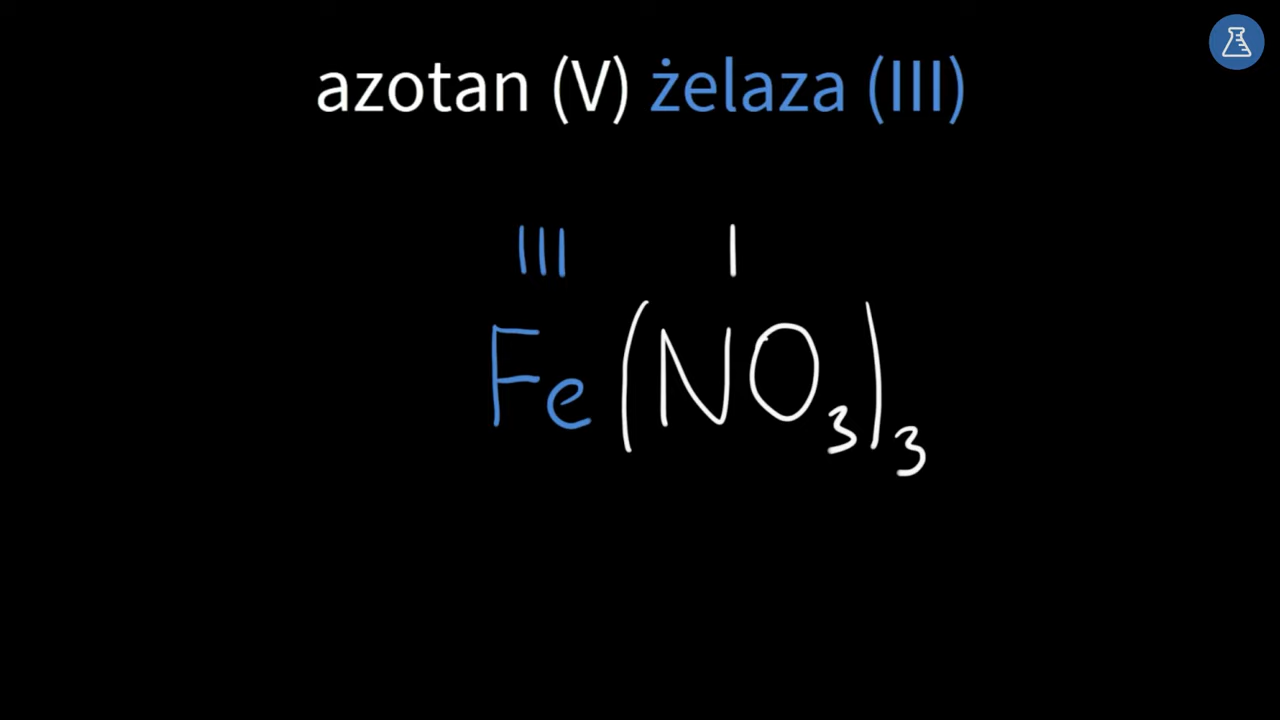 azotan (V) żelaza (III)
III I
Fe(NO₃)₃